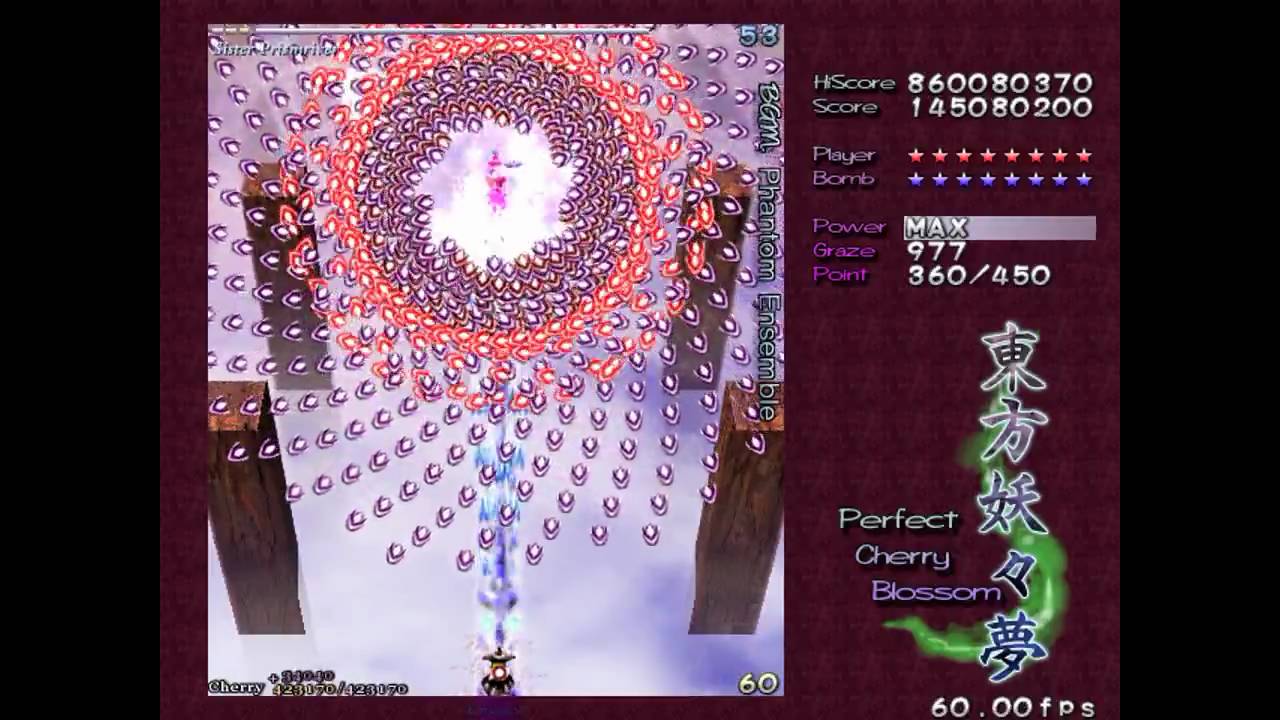 Sister Prismriver
53
BGM. Phantom Ensemble
HiScore 860080370
Score 145080200
Player
Bomb
Power MAX
Graze 977
Point 360/450
東方妖々夢
Perfect
Cherry
Blossom
+ 34040
Cherry 423170/423170
60
60.00fps